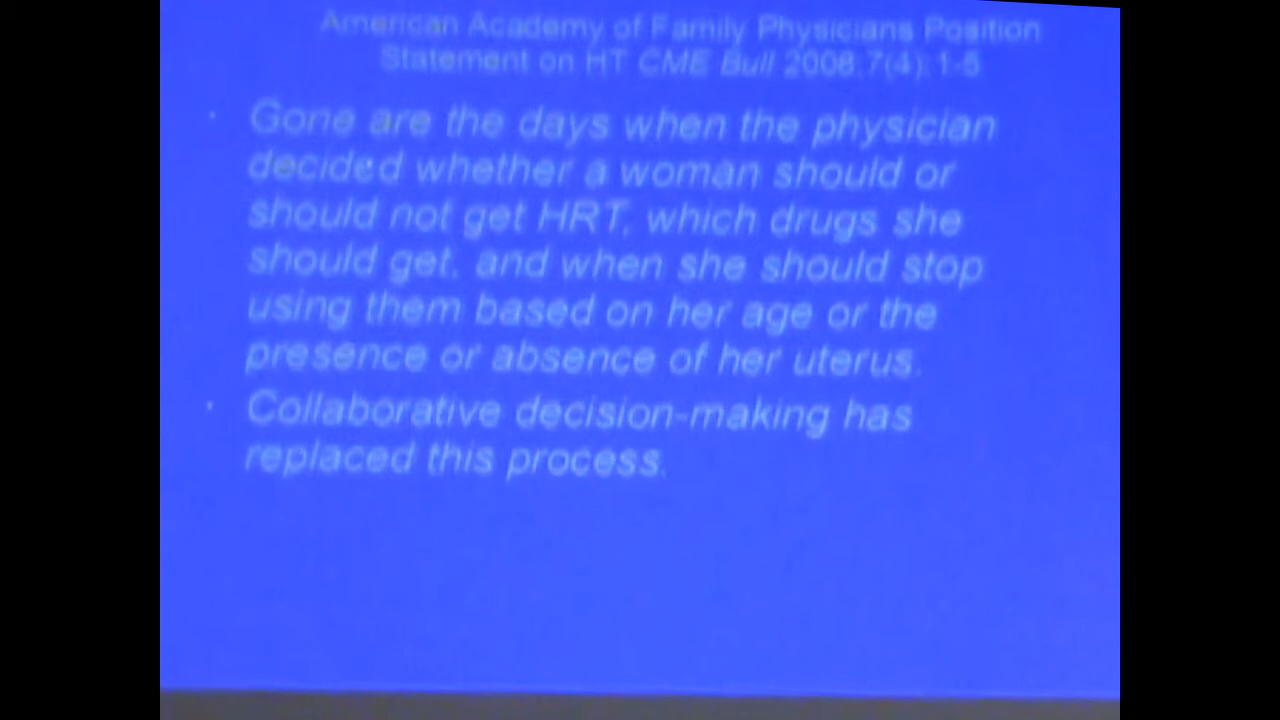 American Academy of Family Physicians Position
Statement on HT CME Bull 2008;7(4):1-5
· Gone are the days when the physician
decided whether a woman should or
should not get HRT, which drugs she
should get, and when she should stop
using them based on her age or the
presence or absence of her uterus.
· Collaborative decision-making has
replaced this process.